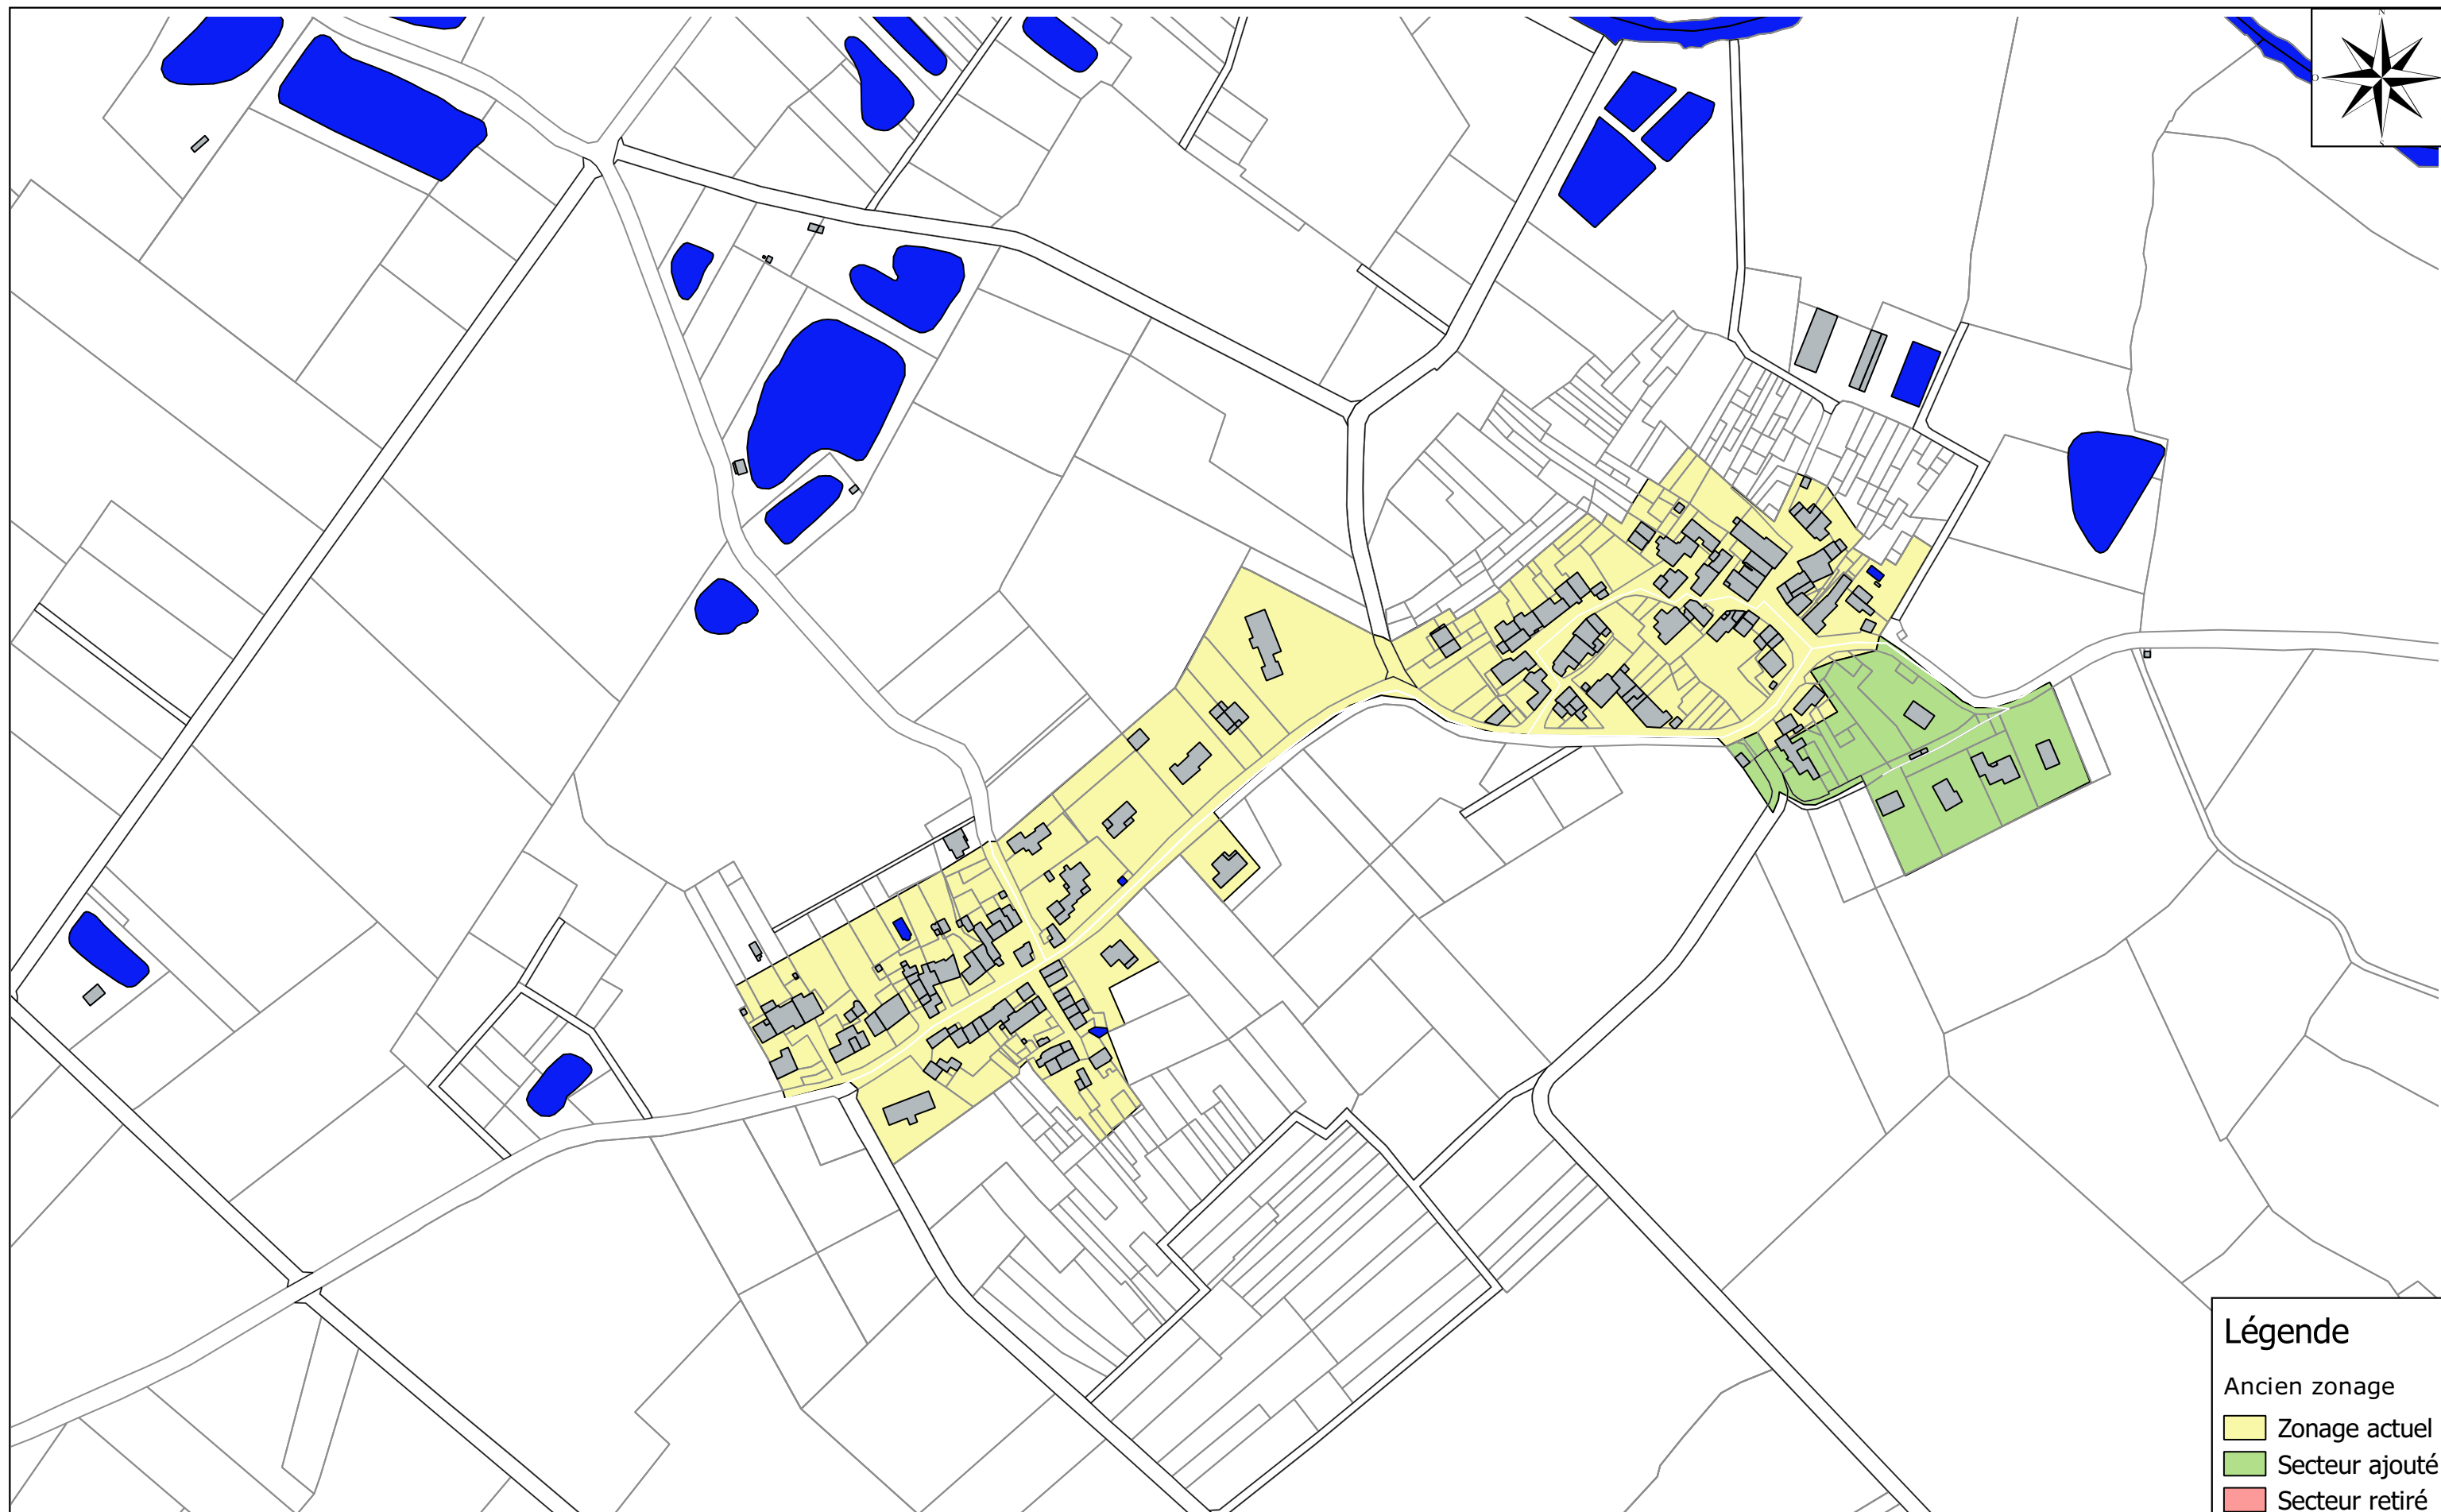 N
O
S
Légende
Ancien zonage
Zonage actuel
Secteur ajouté
Secteur retiré